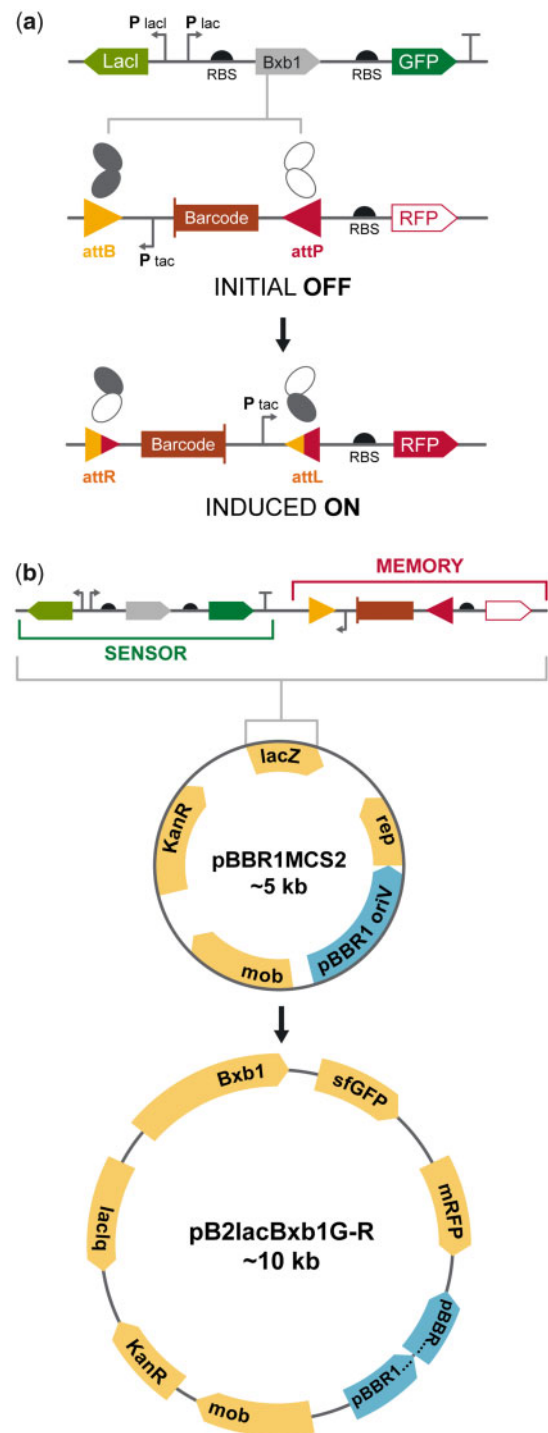 (a)
P lacI P lac
LacI
RBS
Bxb1
RBS
GFP
Barcode
RFP
attB
P tac
attP
RBS
INITIAL OFF
P tac
Barcode
RFP
attR
attL
RBS
INDUCED ON
(b)
MEMORY
SENSOR
lacZ
KanR
rep
pBBR1MCS2
~5 kb
pBBR1 oriV
mob
Bxb1
sfGFP
lacIq
mRFP
pB2lacBxb1G-R
~10 kb
KanR
pBBR
pBBR1...
mob